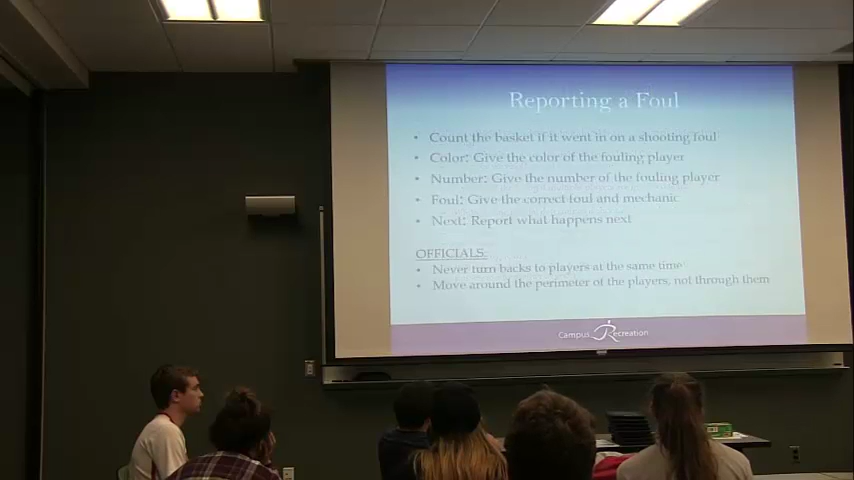 Reporting a Foul
• Count the basket if it went in on a shooting foul
• Color: Give the color of the fouling player
• Number: Give the number of the fouling player
• Foul: Give the correct foul and mechanic
• Next: Report what happens next
OFFICIALS:
• Never turn backs to players at the same time
• Move around the perimeter of the players, not through them
Campus Recreation